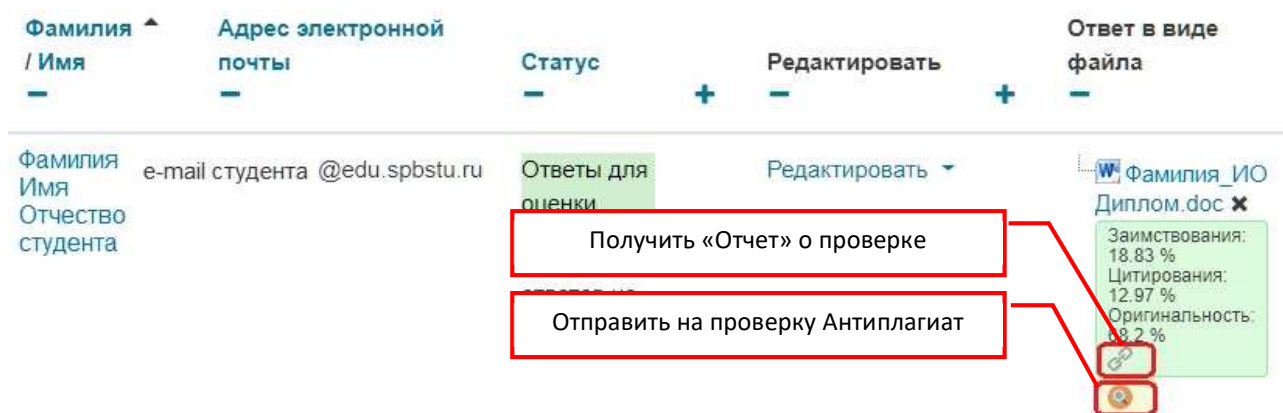 Фамилия
/ Имя
Адрес электронной
почты
Статус
Редактировать
Ответ в виде
файла
Фамилия
Имя
Отчество
студента
e-mail студента @edu.spbstu.ru
Ответы для
оценки
Редактировать
Фамилия_ИО
Диплом.doc
Заимствования:
18.83 %
Цитирования:
12.97 %
Оригинальность:
68.2 %
Получить «Отчет» о проверке
Отправить на проверку Антиплагиат